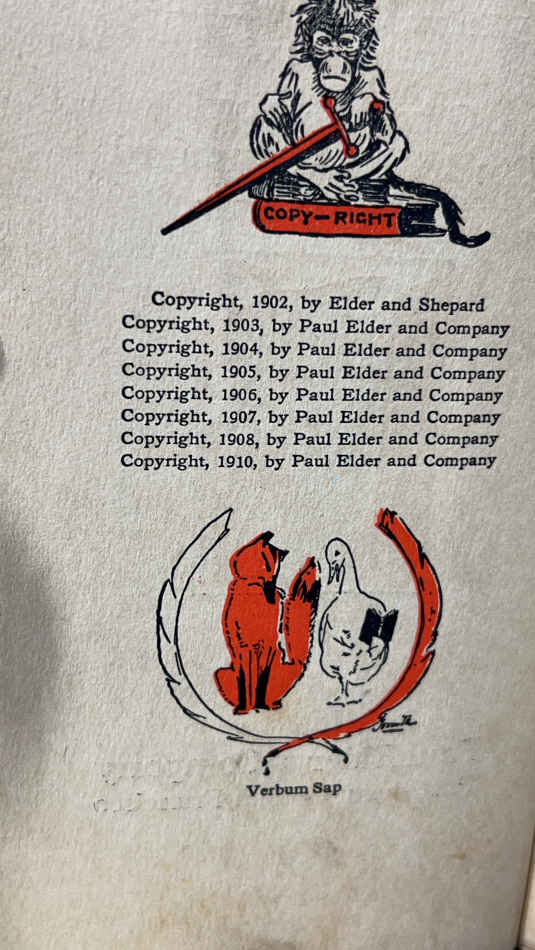 COPY-RIGHT
Copyright, 1902, by Elder and Shepard
Copyright, 1903, by Paul Elder and Company
Copyright, 1904, by Paul Elder and Company
Copyright, 1905, by Paul Elder and Company
Copyright, 1906, by Paul Elder and Company
Copyright, 1907, by Paul Elder and Company
Copyright, 1908, by Paul Elder and Company
Copyright, 1910, by Paul Elder and Company
Verbum Sap